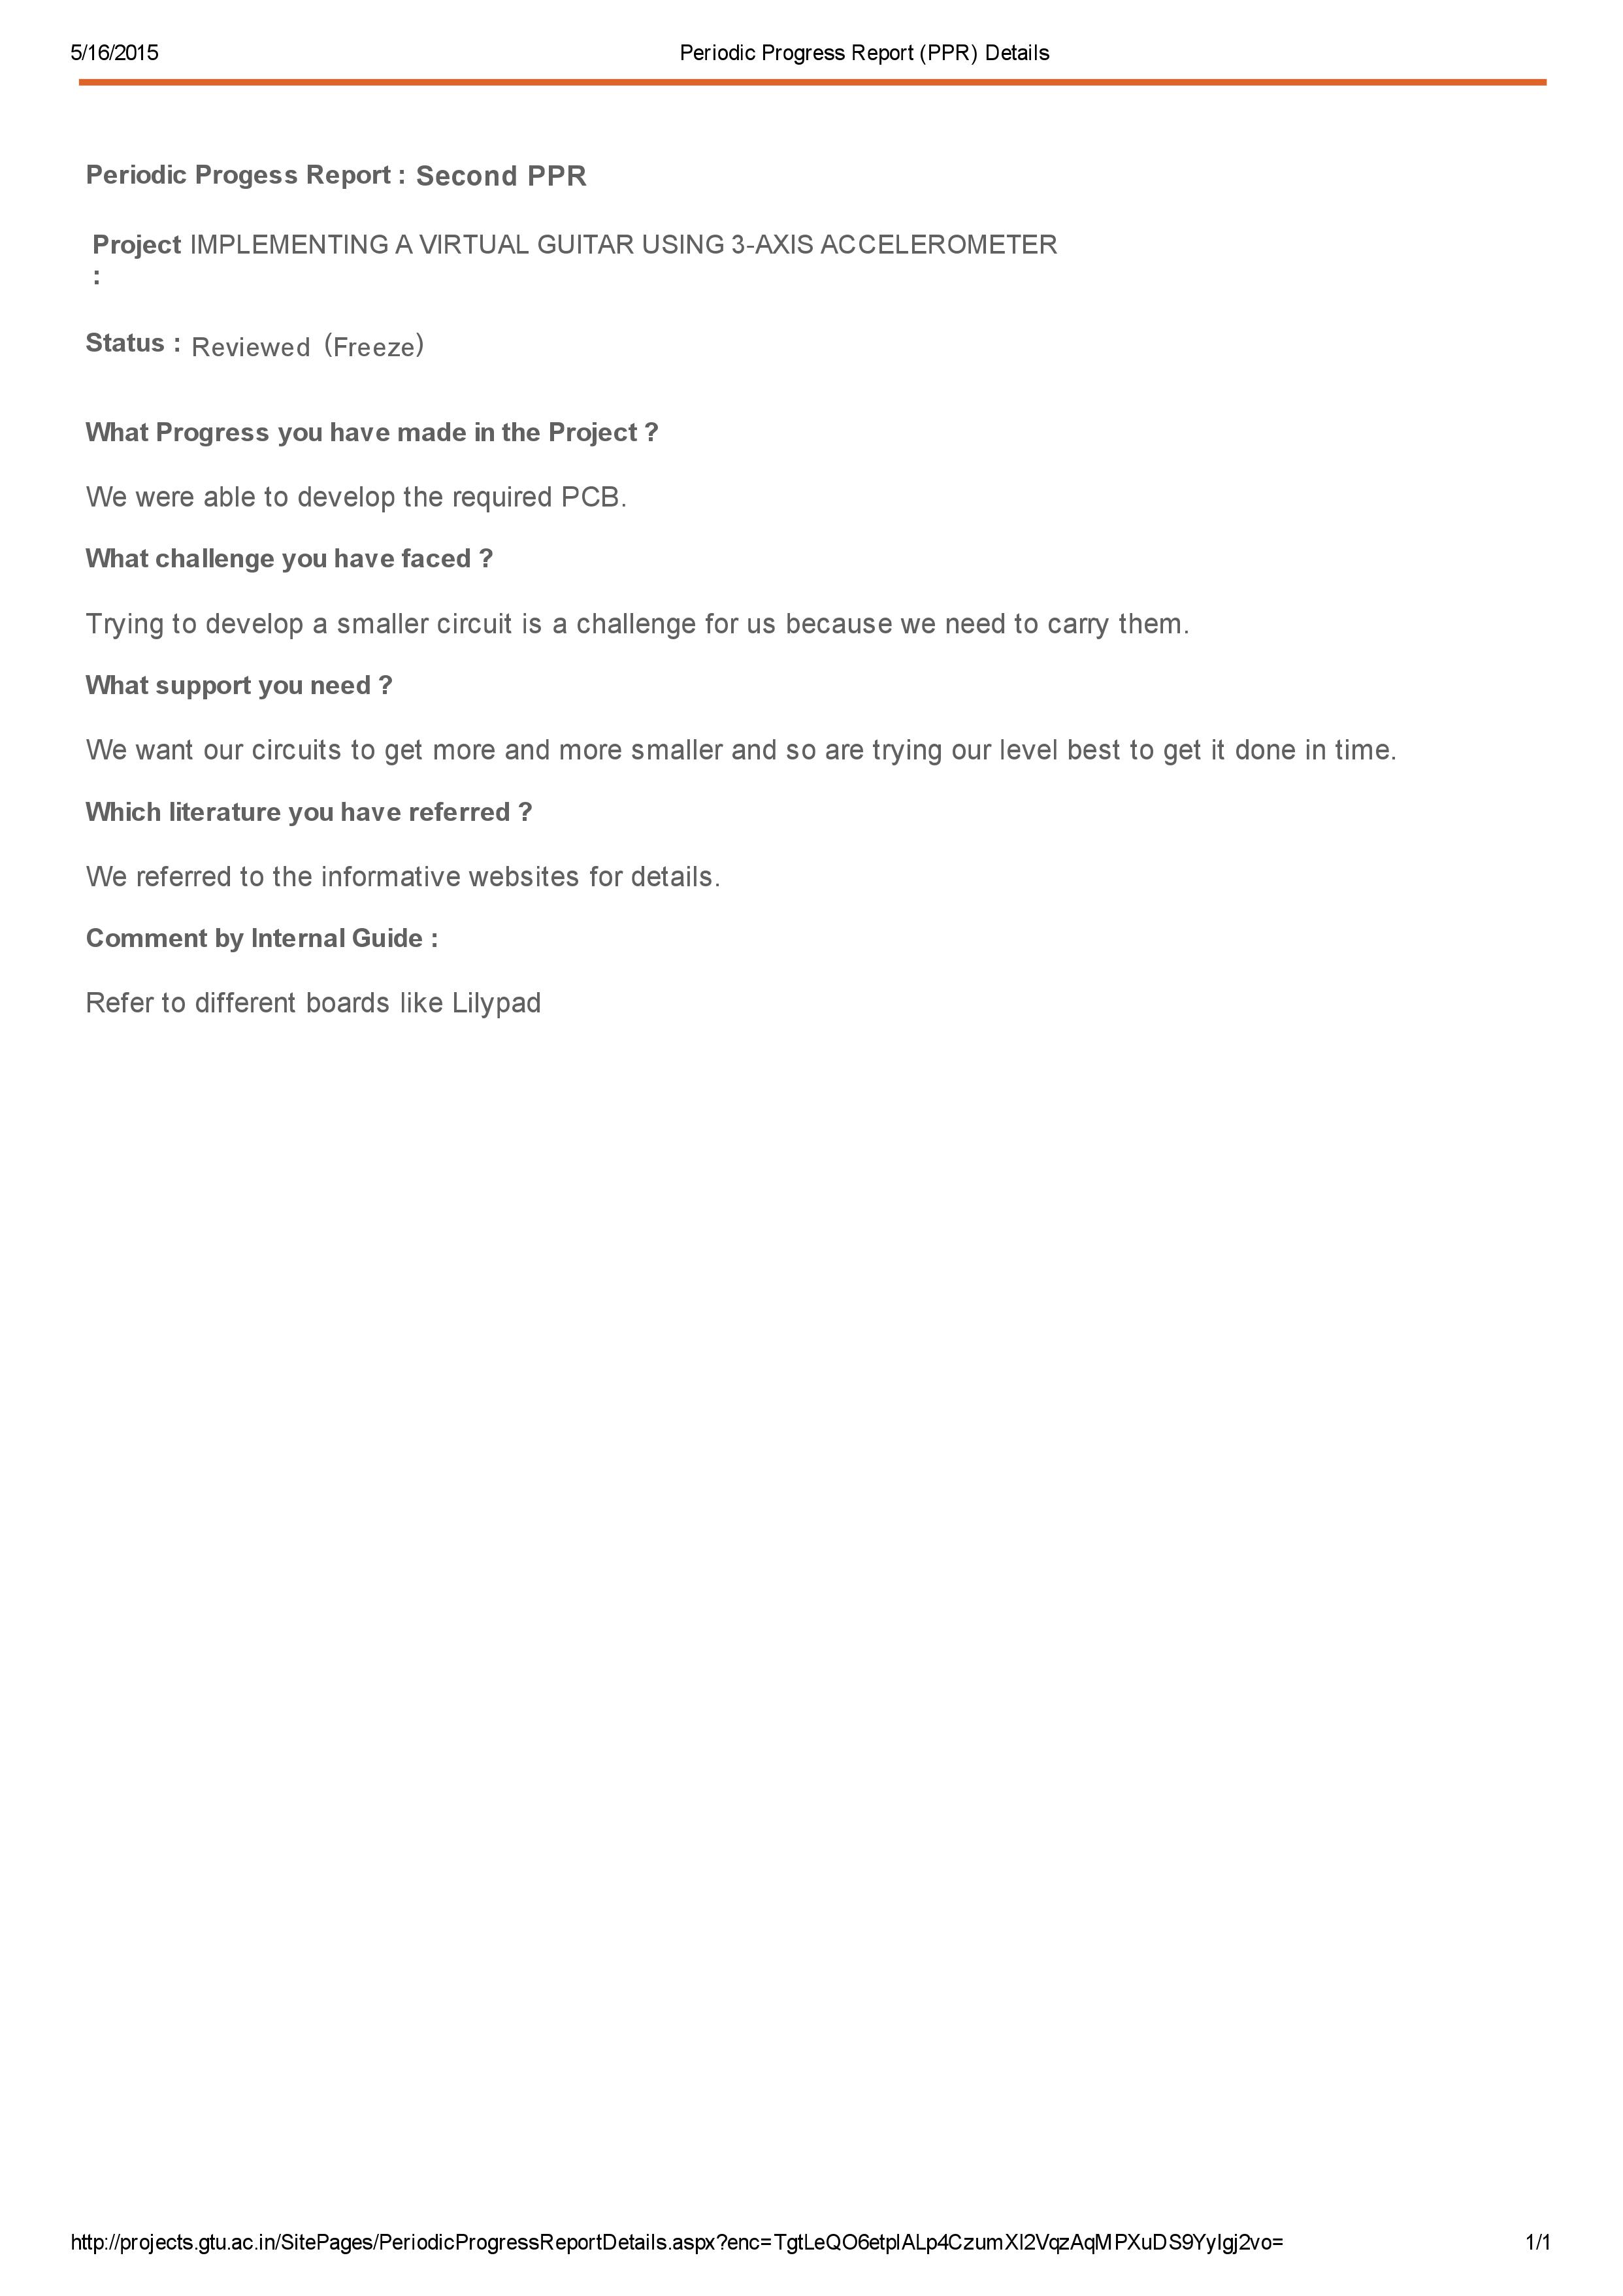 5/16/2015 Periodic Progress Report (PPR) Details
Periodic Progess Report : Second PPR
Project IMPLEMENTING A VIRTUAL GUITAR USING 3-AXIS ACCELEROMETER
:
Status : Reviewed (Freeze)
What Progress you have made in the Project ?
We were able to develop the required PCB.
What challenge you have faced ?
Trying to develop a smaller circuit is a challenge for us because we need to carry them.
What support you need ?
We want our circuits to get more and more smaller and so are trying our level best to get it done in time.
Which literature you have referred ?
We referred to the informative websites for details.
Comment by Internal Guide :
Refer to different boards like Lilypad
http://projects.gtu.ac.in/SitePages/PeriodicProgressReportDetails.aspx?enc=TgtLeQO6etpIALp4CzumXI2VqzAqMPXuDS9YyIgj2vo= 1/1